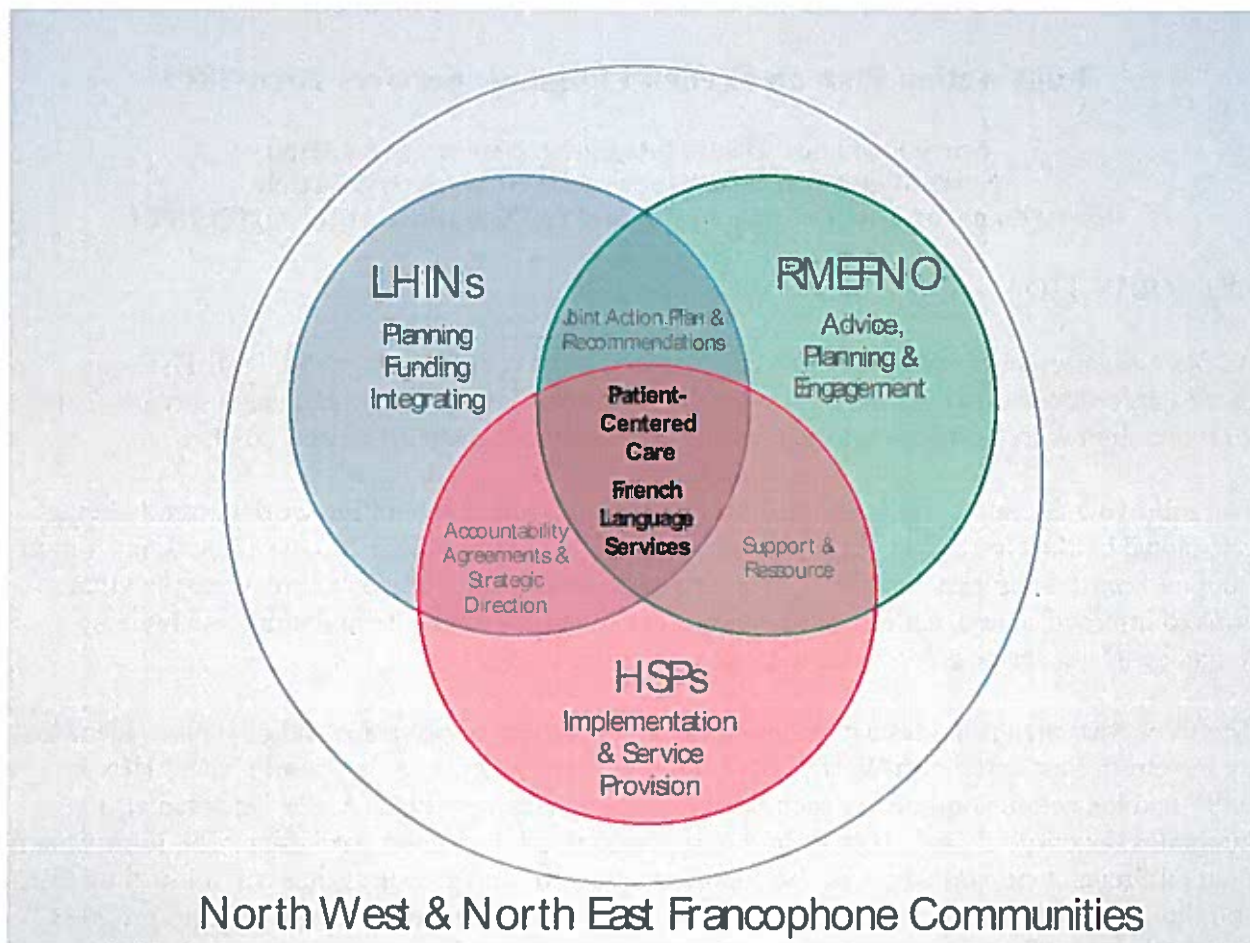 LHINs
Planning
Funding
Integrating
RMEFNO
Advice,
Planning &
Engagement
Joint Action Plan &
Recommendations
Patient-
Centered
Care
French
Language
Services
Accountability
Agreements &
Strategic
Direction
Support &
Ressource
HSPs
Implementation
& Service
Provision
North West & North East Francophone Communities